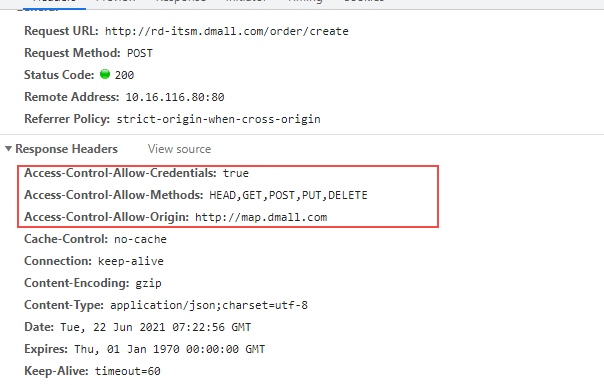 Request URL: http://rd-itsm.dmall.com/order/create
Request Method: POST
Status Code: 200
Remote Address: 10.16.116.80:80
Referrer Policy: strict-origin-when-cross-origin
Response Headers View source
Access-Control-Allow-Credentials: true
Access-Control-Allow-Methods: HEAD,GET,POST,PUT,DELETE
Access-Control-Allow-Origin: http://map.dmall.com
Cache-Control: no-cache
Connection: keep-alive
Content-Encoding: gzip
Content-Type: application/json;charset=utf-8
Date: Tue, 22 Jun 2021 07:22:56 GMT
Expires: Thu, 01 Jan 1970 00:00:00 GMT
Keep-Alive: timeout=60